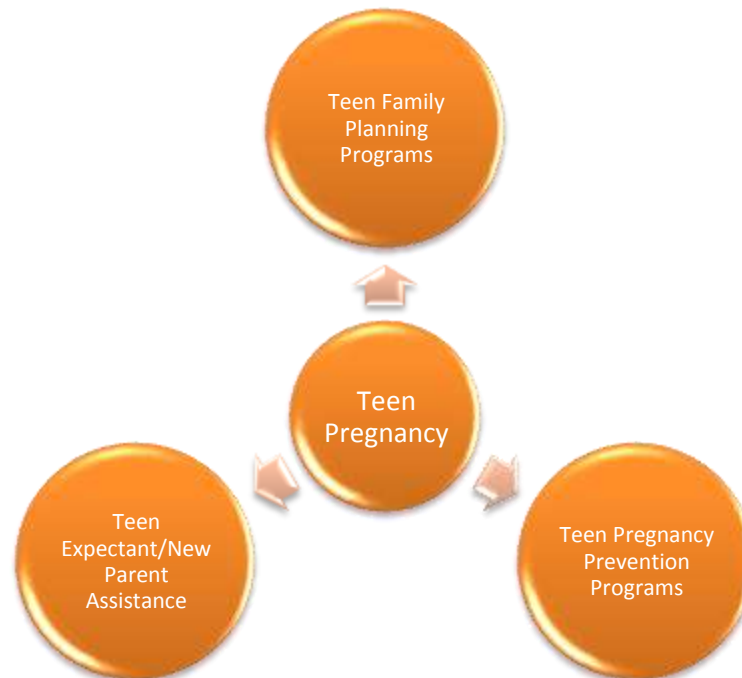 Teen Family
Planning
Programs
Teen
Pregnancy
Teen
Expectant/New
Parent
Assistance
Teen Pregnancy
Prevention
Programs